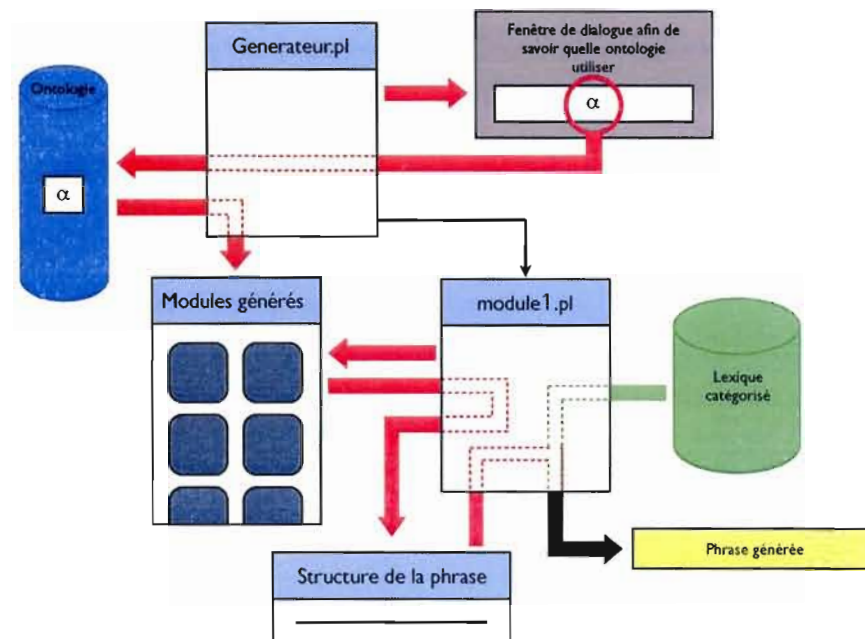 Generateur.pl
Fenêtre de dialogue afin de
savoir quelle ontologie
utiliser
α
Ontologie
α
Modules générés
module1.pl
Lexique
catégorisé
Structure de la phrase
Phrase générée